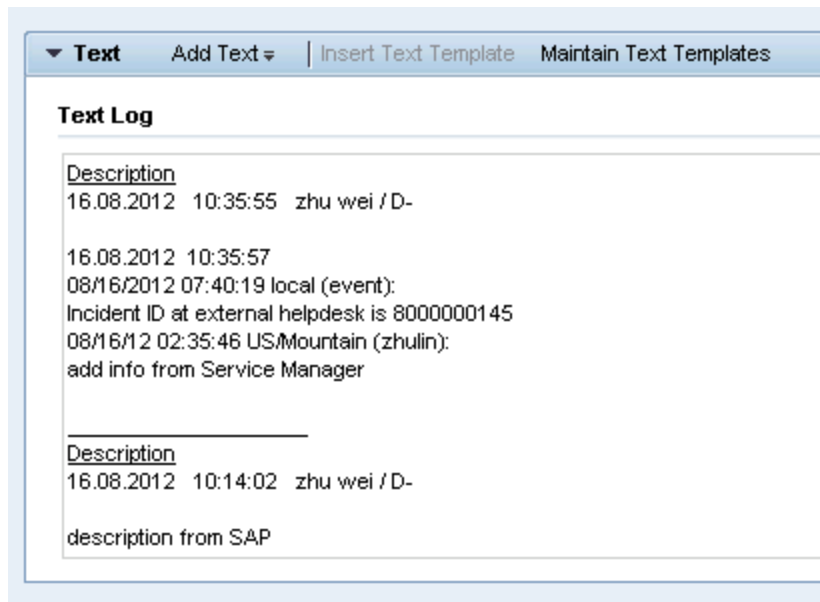 Text Add Text Insert Text Template Maintain Text Templates
Text Log
Description
16.08.2012 10:35:55 zhu wei / D-
16.08.2012 10:35:57
08/16/2012 07:40:19 local (event):
Incident ID at external helpdesk is 8000000145
08/16/12 02:35:46 US/Mountain (zhulin):
add info from Service Manager
Description
16.08.2012 10:14:02 zhu wei / D-
description from SAP